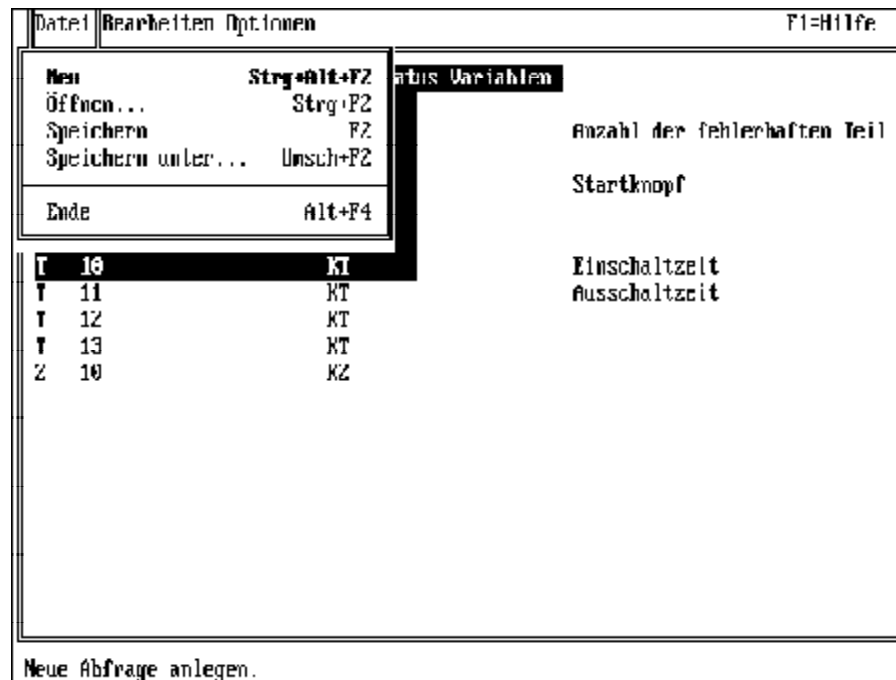 Datei Bearbeiten Optionen F1=Hilfe
Neu Strg+Alt+F2
atus Variablen
Öffnen... Strg+F2
Speichern F2
Anzahl der fehlerhaften Teil
Speichern unter... Umsch+F2
Startknopf
Ende Alt+F4
T 10 KT Einschaltzeit
T 11 KT Ausschaltzeit
T 12 KT
T 13 KT
Z 10 KZ
Neue Abfrage anlegen.